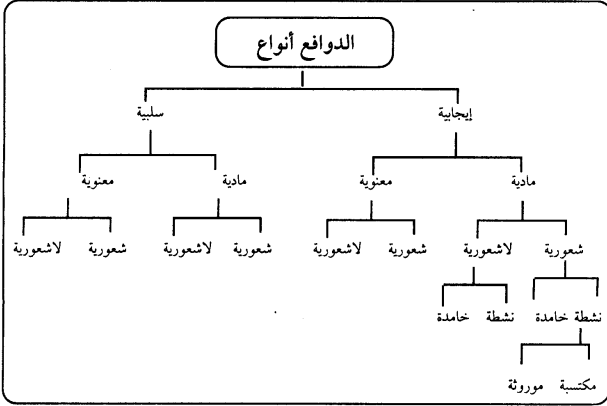 الدوافع أنواع
إيجابية سلبية
مادية معنوية مادية معنوية
شعورية لاشعورية شعورية لاشعورية شعورية لاشعورية شعورية لاشعورية
نشطة خامدة نشطة خامدة
مكتسبة موروثة